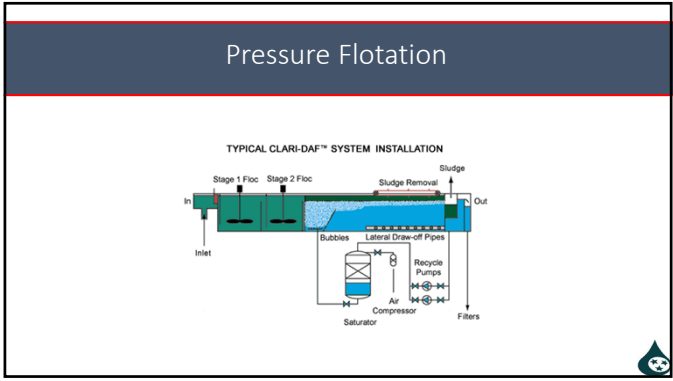 Pressure Flotation
TYPICAL CLARI-DAF™ SYSTEM INSTALLATION
Sludge
Stage 1 Floc
Stage 2 Floc
Sludge Removal
In
Out
Bubbles
Lateral Draw-off Pipes
Inlet
Recycle
Pumps
Air
Compressor
Filters
Saturator